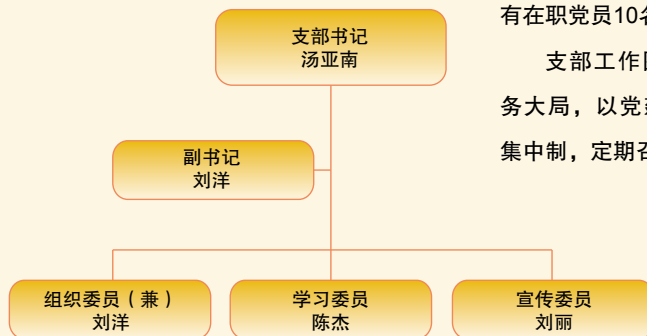 支部书记
汤亚南
副书记
刘洋
组织委员（兼）
刘洋
学习委员
陈杰
宣传委员
刘丽
有在职党员10名
支部工作
务大局，以党
集中制，定期召